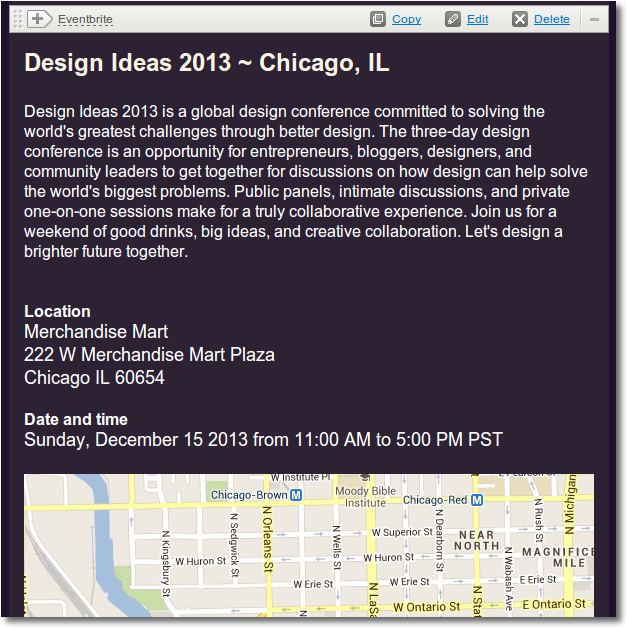 Eventbrite Copy Edit Delete
Design Ideas 2013 ~ Chicago, IL
Design Ideas 2013 is a global design conference committed to solving the
world's greatest challenges through better design. The three-day design
conference is an opportunity for entrepreneurs, bloggers, designers, and
community leaders to get together for discussions on how design can help solve
the world's biggest problems. Public panels, intimate discussions, and private
one-on-one sessions make for a truly collaborative experience. Join us for a
weekend of good drinks, big ideas, and creative collaboration. Let's design a
brighter future together.
Location
Merchandise Mart
222 W Merchandise Mart Plaza
Chicago IL 60654
Date and time
Sunday, December 15 2013 from 11:00 AM to 5:00 PM PST
W Institute Pl
Chicago-Brown M
Moody Bible
Institute
Chicago-Red M
N Michigan
N Kingsbury St
N Sedgwick St
N Orleans St
N Wells St
N LaSa
N Dearborn St
N Stat
N Rush St
N Wabash Ave
W Superior St
NEAR
NORTH
MAGNIFICE
MILE
W Huron St
W Huron St
W Erie St
W Erie St
E Erie St
W Ontario St
E Ontario St